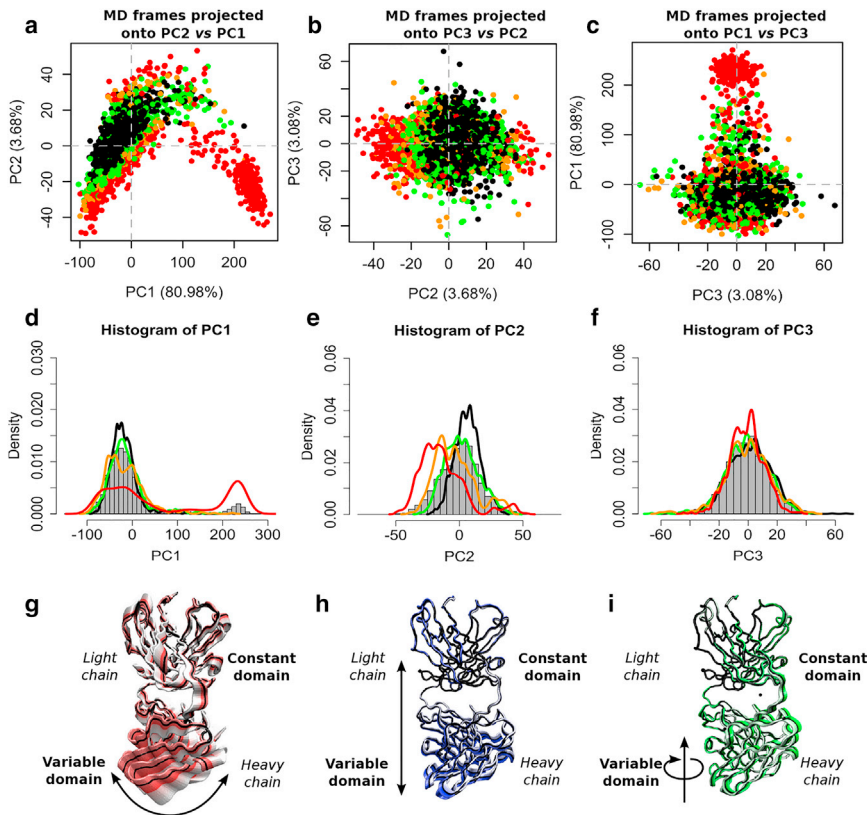 a
MD frames projected
onto PC2 vs PC1
PC2 (3.68%)
40
20
0
-20
-40
-100
0
100
200
PC1 (80.98%)
b
MD frames projected
onto PC3 vs PC2
PC3 (3.08%)
60
40
20
0
-20
-60
-40
-20
0
20
40
PC2 (3.68%)
c
MD frames projected
onto PC1 vs PC3
PC1 (80.98%)
200
100
0
-100
-60
-20
0
20
60
PC3 (3.08%)
d
Histogram of PC1
Density
0.030
0.020
0.010
0.000
-100
0
100
200
300
PC1
e
Histogram of PC2
Density
0.06
0.04
0.02
0.00
-50
0
50
PC2
f
Histogram of PC3
Density
0.06
0.04
0.02
0.00
-60
-20
0
20
60
PC3
g
Light
chain
Constant
domain
Variable
domain
Heavy
chain
h
Light
chain
Constant
domain
Variable
domain
Heavy
chain
i
Light
chain
Constant
domain
Variable
domain
Heavy
chain